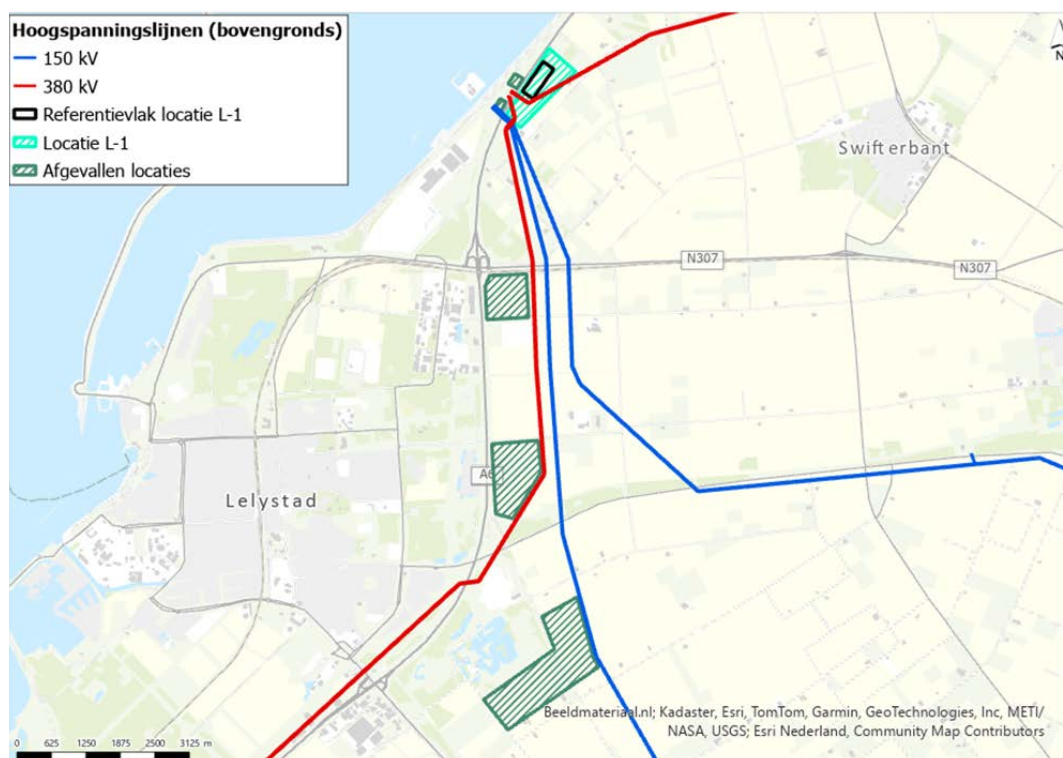 Hoogspanningslijnen (bovengronds)
150 kV
380 kV
Referentievlak locatie L-1
Locatie L-1
Afgevallen locaties
N
Swifterbant
N307
N307
A6
Lelystad
0 625 1250 1875 2500 3125 m
Beeldmateriaal.nl; Kadaster, Esri, TomTom, Garmin, GeoTechnologies, Inc, METI/
NASA, USGS; Esri Nederland, Community Map Contributors